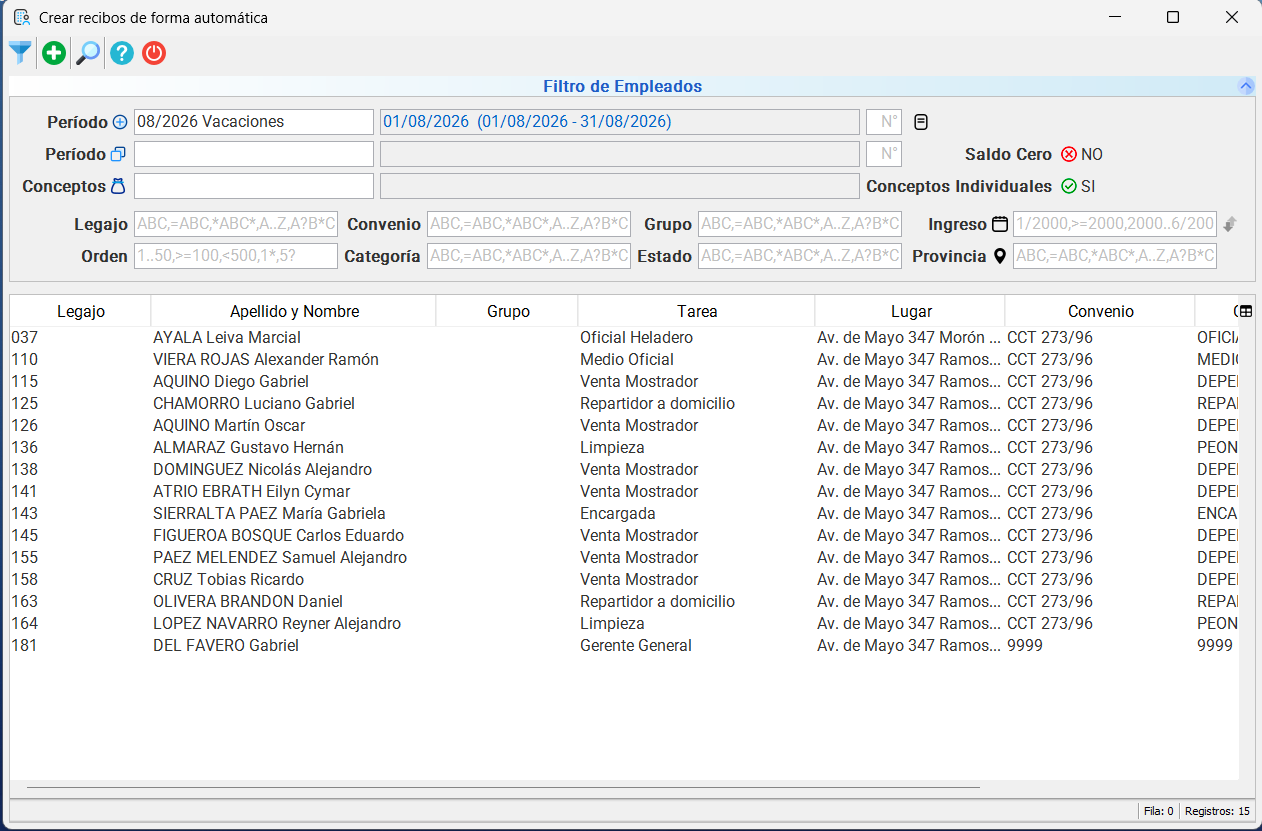 Crear recibos de forma automática
Filtro de Empleados
Período 08/2026 Vacaciones 01/08/2026 (01/08/2026 - 31/08/2026) N°
Período N° Saldo Cero NO
Conceptos Conceptos Individuales SI
Legajo ABC,=ABC,*ABC*,A..Z,A?B*C Convenio ABC,=ABC,*ABC*,A..Z,A?B*C Grupo ABC,=ABC,*ABC*,A..Z,A?B*C Ingreso 1/2000,>=2000,2000..6/200
Orden 1..50,>=100,<500,1*,5? Categoría ABC,=ABC,*ABC*,A..Z,A?B*C Estado ABC,=ABC,*ABC*,A..Z,A?B*C Provincia ABC,=ABC,*ABC*,A..Z,A?B*C
Legajo Apellido y Nombre Grupo Tarea Lugar Convenio
037 AYALA Leiva Marcial Oficial Heladero Av. de Mayo 347 Morón ... CCT 273/96 OFICIA
110 VIERA ROJAS Alexander Ramón Medio Oficial Av. de Mayo 347 Ramos... CCT 273/96 MEDIO
115 AQUINO Diego Gabriel Venta Mostrador Av. de Mayo 347 Ramos... CCT 273/96 DEPE
125 CHAMORRO Luciano Gabriel Repartidor a domicilio Av. de Mayo 347 Ramos... CCT 273/96 REPA
126 AQUINO Martín Oscar Venta Mostrador Av. de Mayo 347 Ramos... CCT 273/96 DEPE
136 ALMARAZ Gustavo Hernán Limpieza Av. de Mayo 347 Ramos... CCT 273/96 PEON
138 DOMINGUEZ Nicolás Alejandro Venta Mostrador Av. de Mayo 347 Ramos... CCT 273/96 DEPE
141 ATRIO EBRATH Eilyn Cymar Venta Mostrador Av. de Mayo 347 Ramos... CCT 273/96 DEPE
143 SIERRALTA PAEZ María Gabriela Encargada Av. de Mayo 347 Ramos... CCT 273/96 ENCA
145 FIGUEROA BOSQUE Carlos Eduardo Venta Mostrador Av. de Mayo 347 Ramos... CCT 273/96 DEPE
155 PAEZ MELENDEZ Samuel Alejandro Venta Mostrador Av. de Mayo 347 Ramos... CCT 273/96 DEPE
158 CRUZ Tobias Ricardo Venta Mostrador Av. de Mayo 347 Ramos... CCT 273/96 DEPE
163 OLIVERA BRANDON Daniel Repartidor a domicilio Av. de Mayo 347 Ramos... CCT 273/96 REPA
164 LOPEZ NAVARRO Reyner Alejandro Limpieza Av. de Mayo 347 Ramos... CCT 273/96 PEON
181 DEL FAVERO Gabriel Gerente General Av. de Mayo 347 Ramos... 9999 9999
Fila: 0 Registros: 15